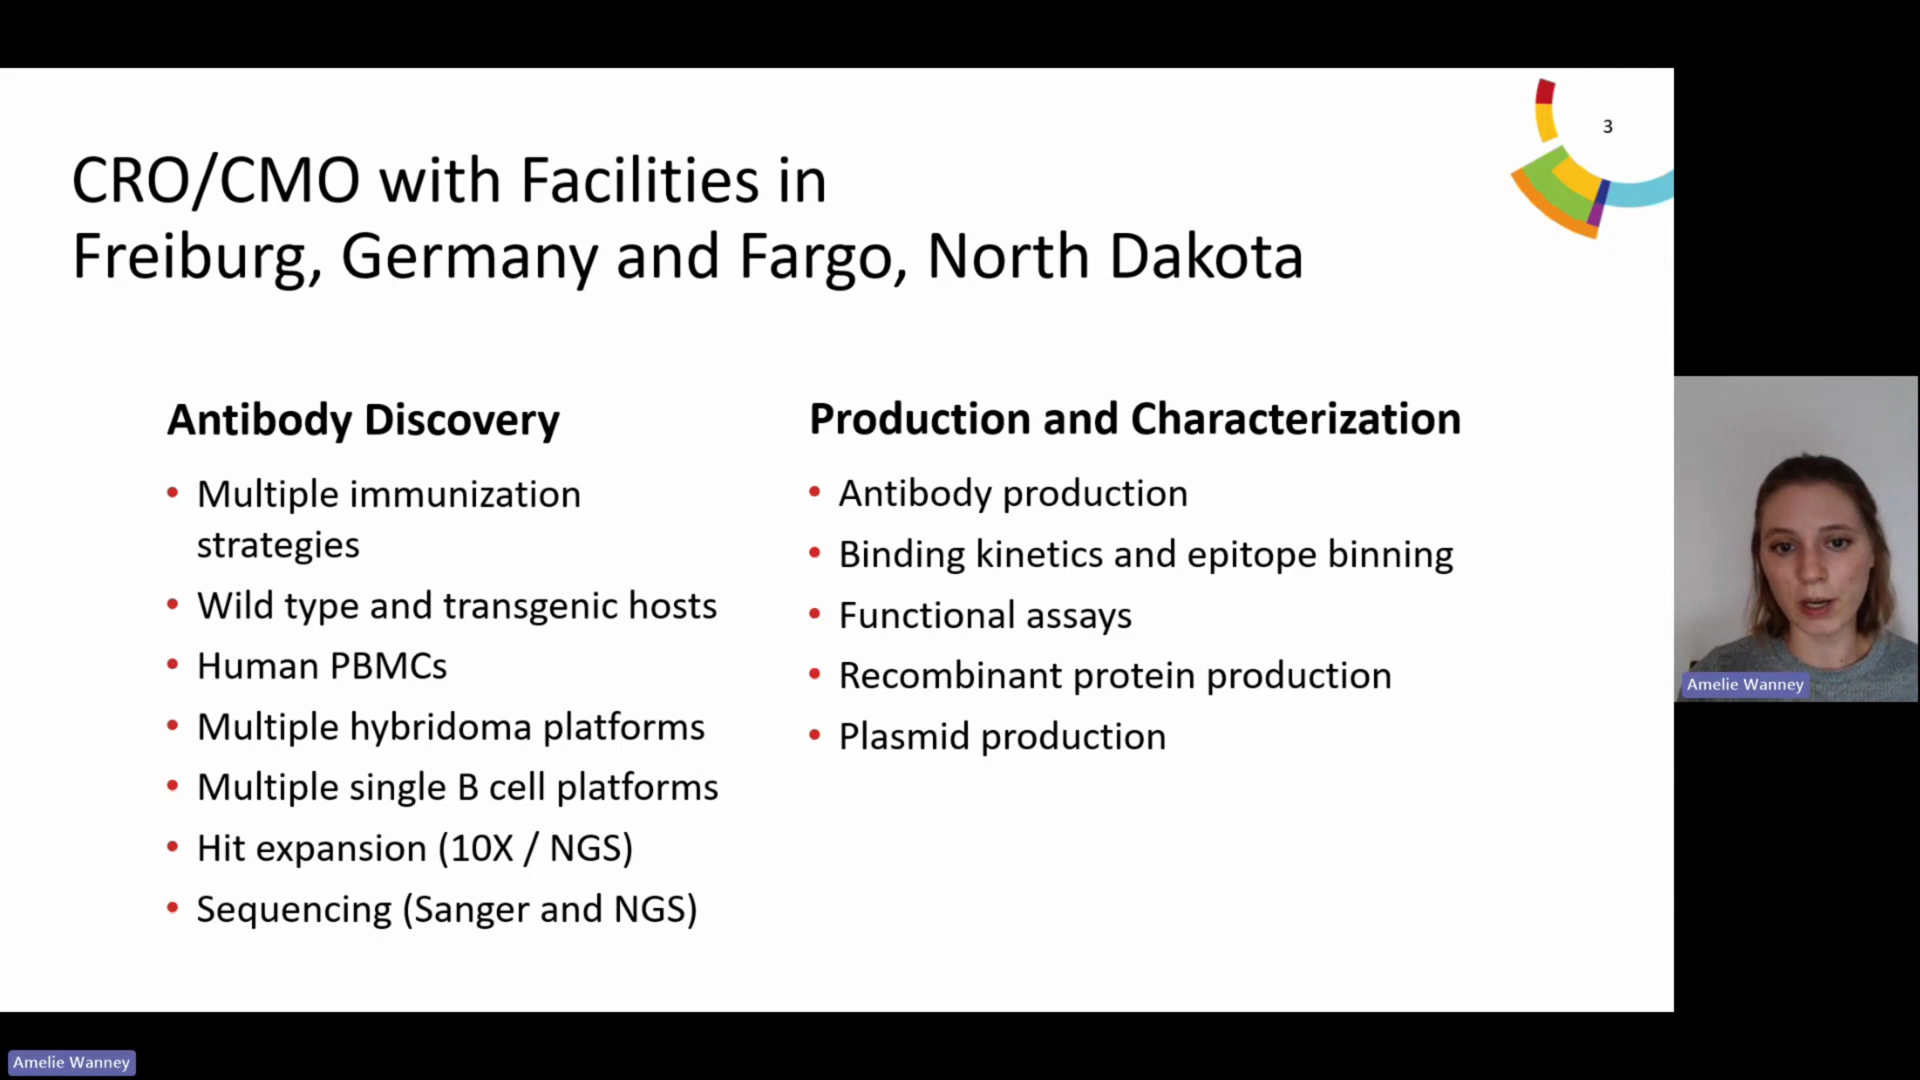 3
CRO/CMO with Facilities in
Freiburg, Germany and Fargo, North Dakota
Antibody Discovery
• Multiple immunization
strategies
• Wild type and transgenic hosts
• Human PBMCs
• Multiple hybridoma platforms
• Multiple single B cell platforms
• Hit expansion (10X / NGS)
• Sequencing (Sanger and NGS)
Production and Characterization
• Antibody production
• Binding kinetics and epitope binning
• Functional assays
• Recombinant protein production
• Plasmid production
Amelie Wanney
Amelie Wanney